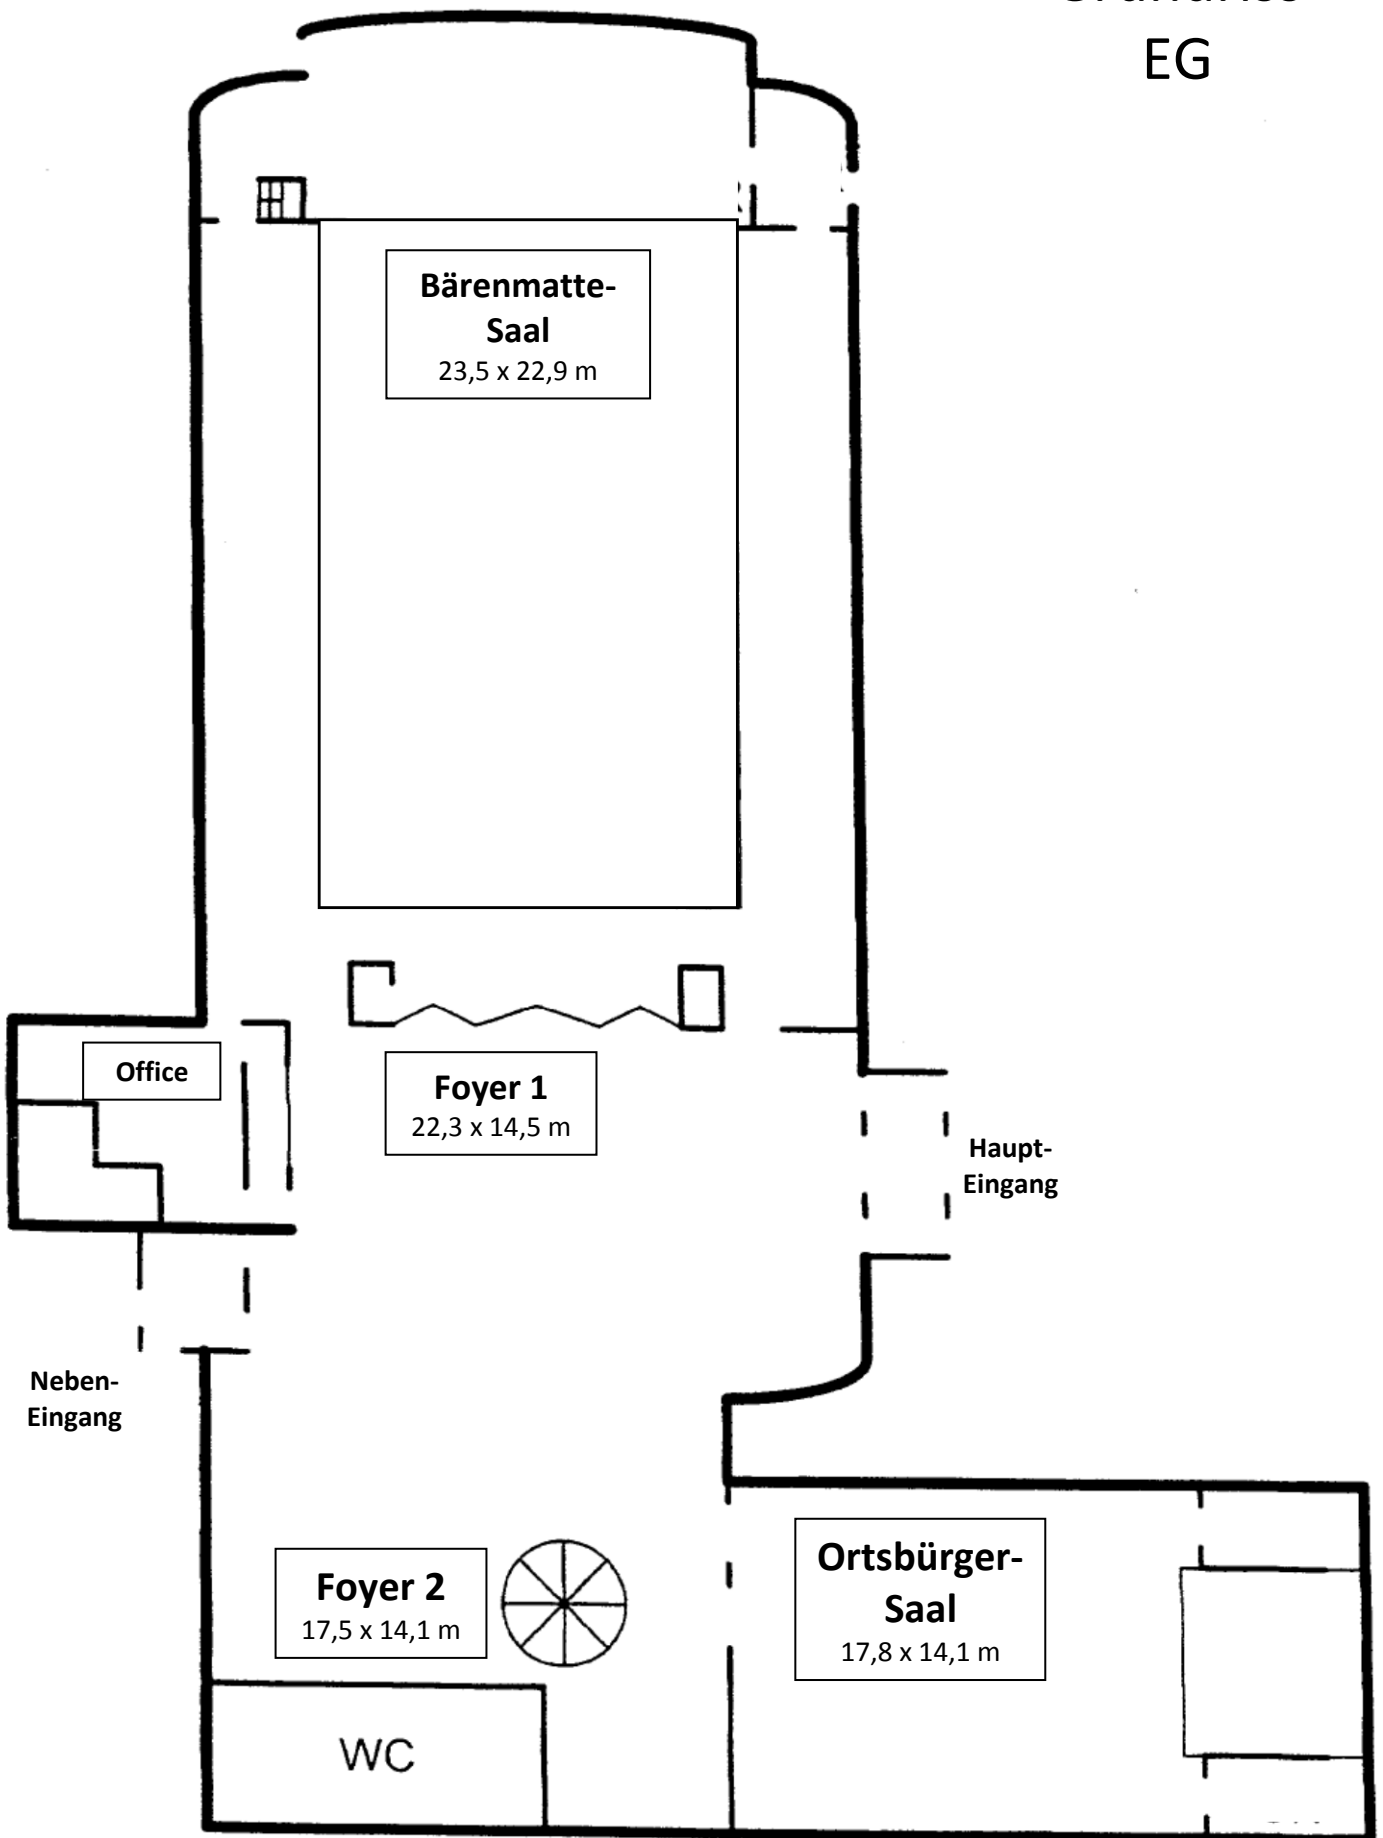 EG
Bärenmatte-
Saal
23,5 x 22,9 m
Office
Foyer 1
22,3 x 14,5 m
Haupt-
Eingang
Neben-
Eingang
Foyer 2
17,5 x 14,1 m
Ortsbürger-
Saal
17,8 x 14,1 m
WC